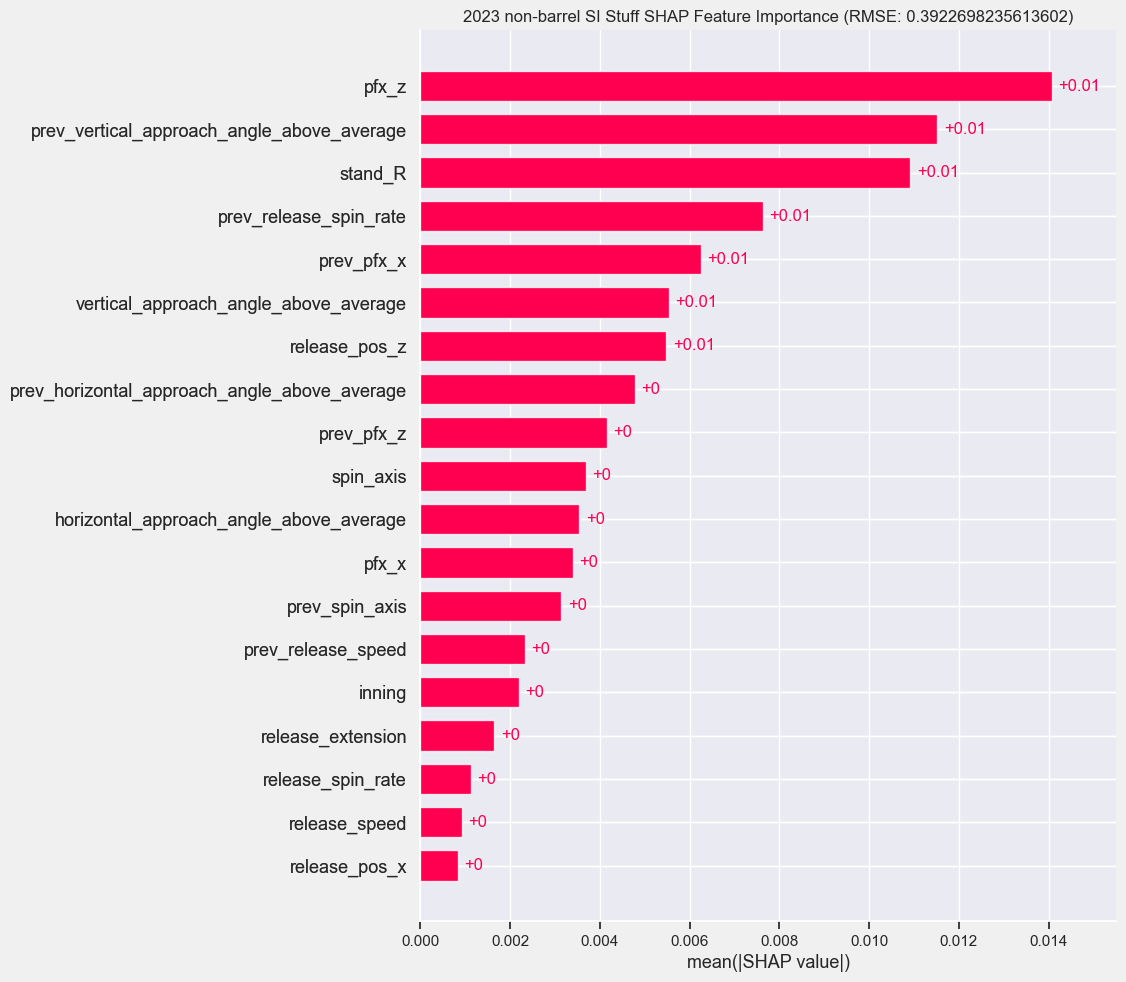 2023 non-barrel SI Stuff SHAP Feature Importance (RMSE: 0.3922698235613602)
pfx_z +0.01
prev_vertical_approach_angle_above_average +0.01
stand_R +0.01
prev_release_spin_rate +0.01
prev_pfx_x +0.01
vertical_approach_angle_above_average +0.01
release_pos_z +0.01
prev_horizontal_approach_angle_above_average +0
prev_pfx_z +0
spin_axis +0
horizontal_approach_angle_above_average +0
pfx_x +0
prev_spin_axis +0
prev_release_speed +0
inning +0
release_extension +0
release_spin_rate +0
release_speed +0
release_pos_x +0
0.000 0.002 0.004 0.006 0.008 0.010 0.012 0.014
mean(|SHAP value|)